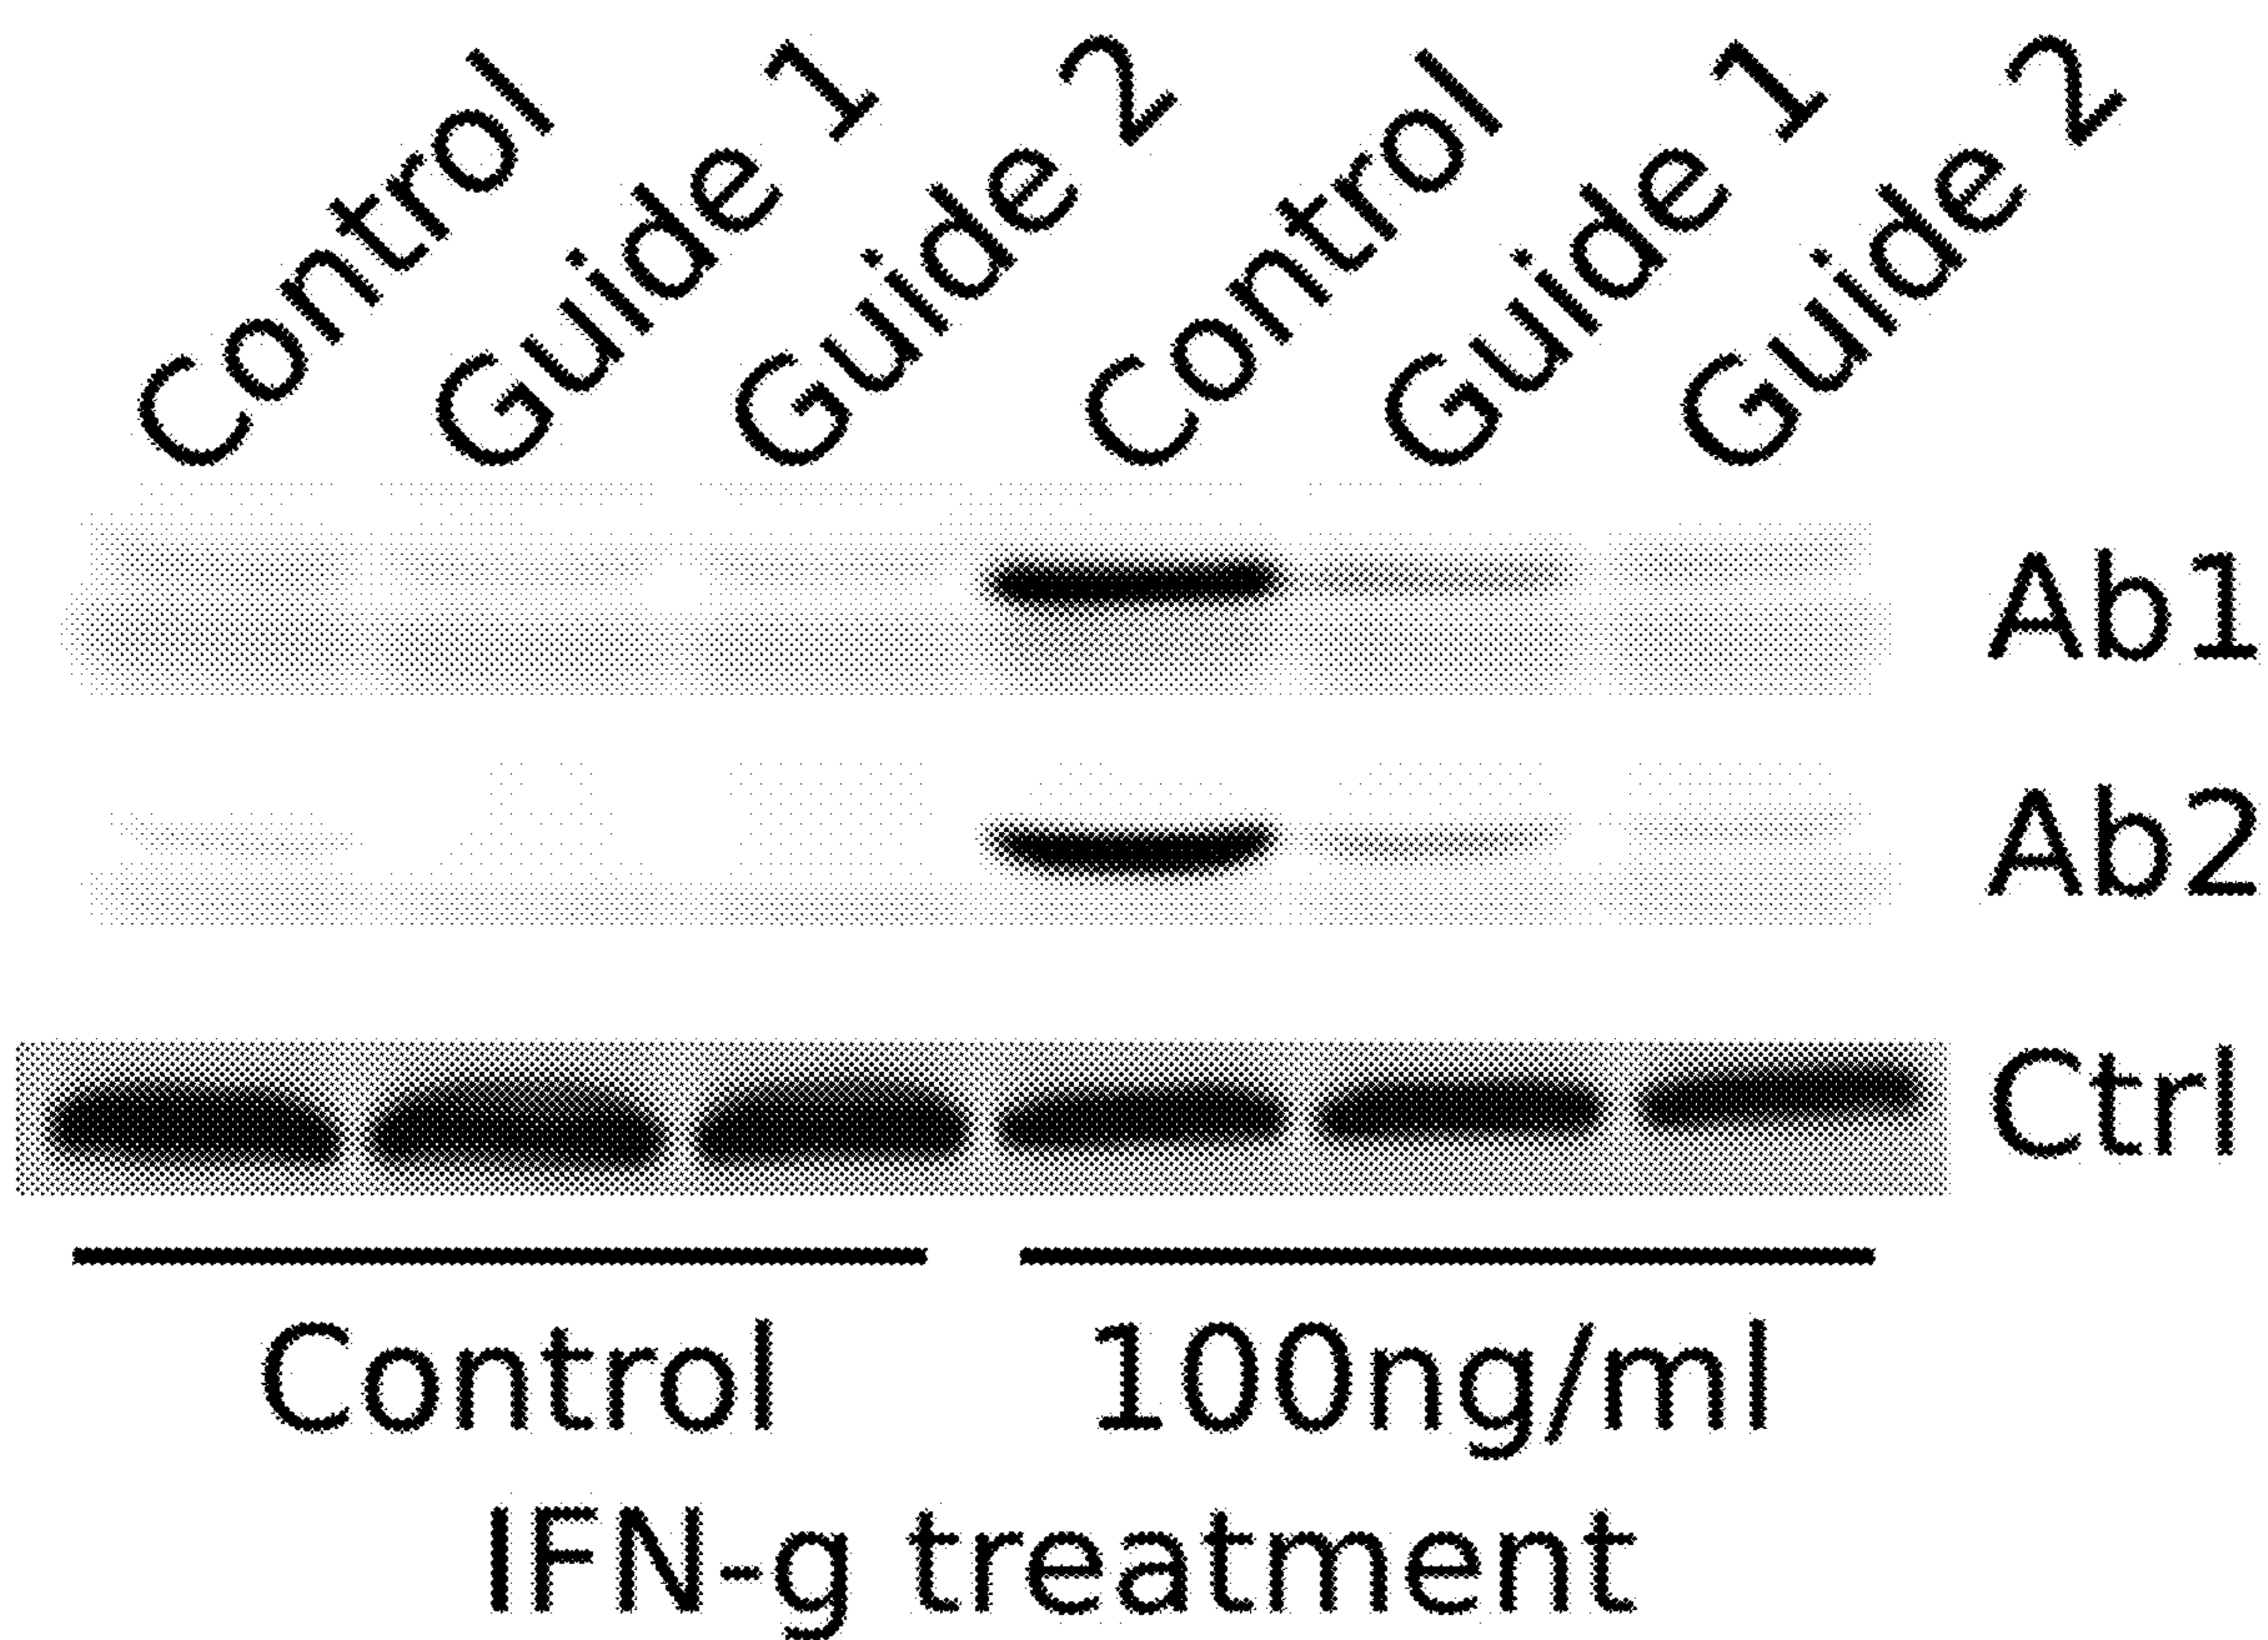 Control Guide 1 Guide 2 Control Guide 1 Guide 2
Ab1
Ab2
Ctrl
Control 100ng/ml
IFN-g treatment